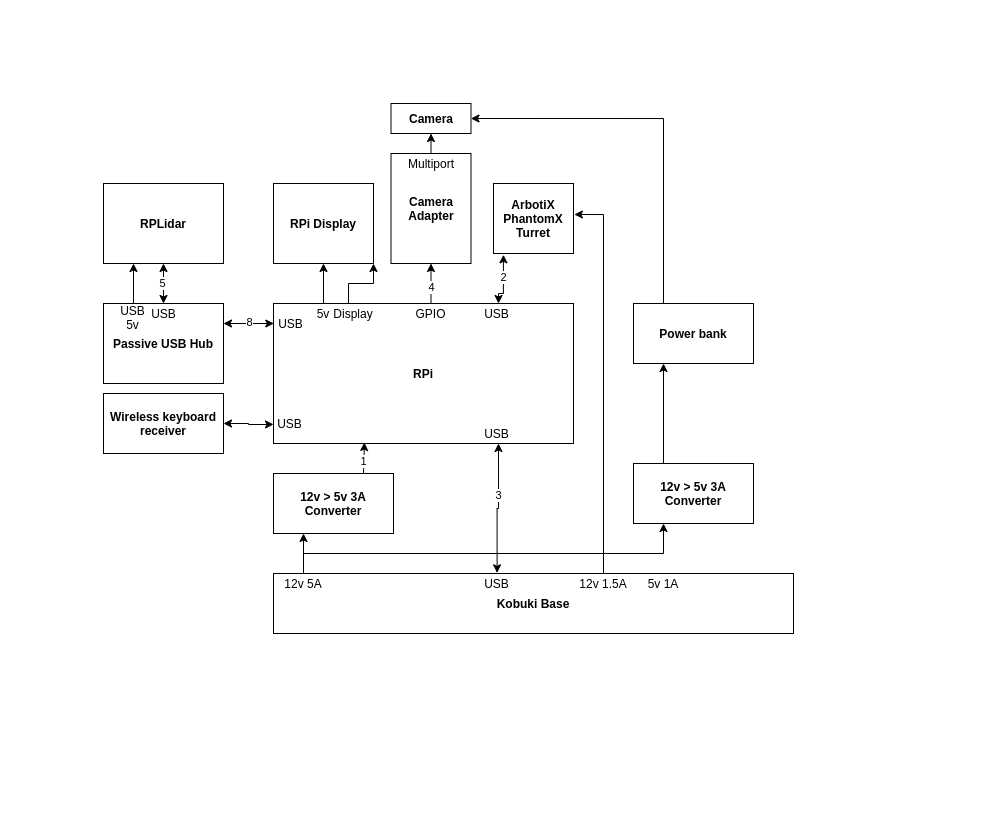 Camera
Multiport
Camera
Adapter
RPLidar
RPi Display
ArbotiX
PhantomX
Turret
5
4
2
USB
5v
USB
Passive USB Hub
8
USB
5v Display
GPIO
USB
RPi
Power bank
Wireless keyboard
receiver
USB
USB
1
3
12v > 5v 3A
Converter
12v > 5v 3A
Converter
12v 5A
USB
12v 1.5A
5v 1A
Kobuki Base